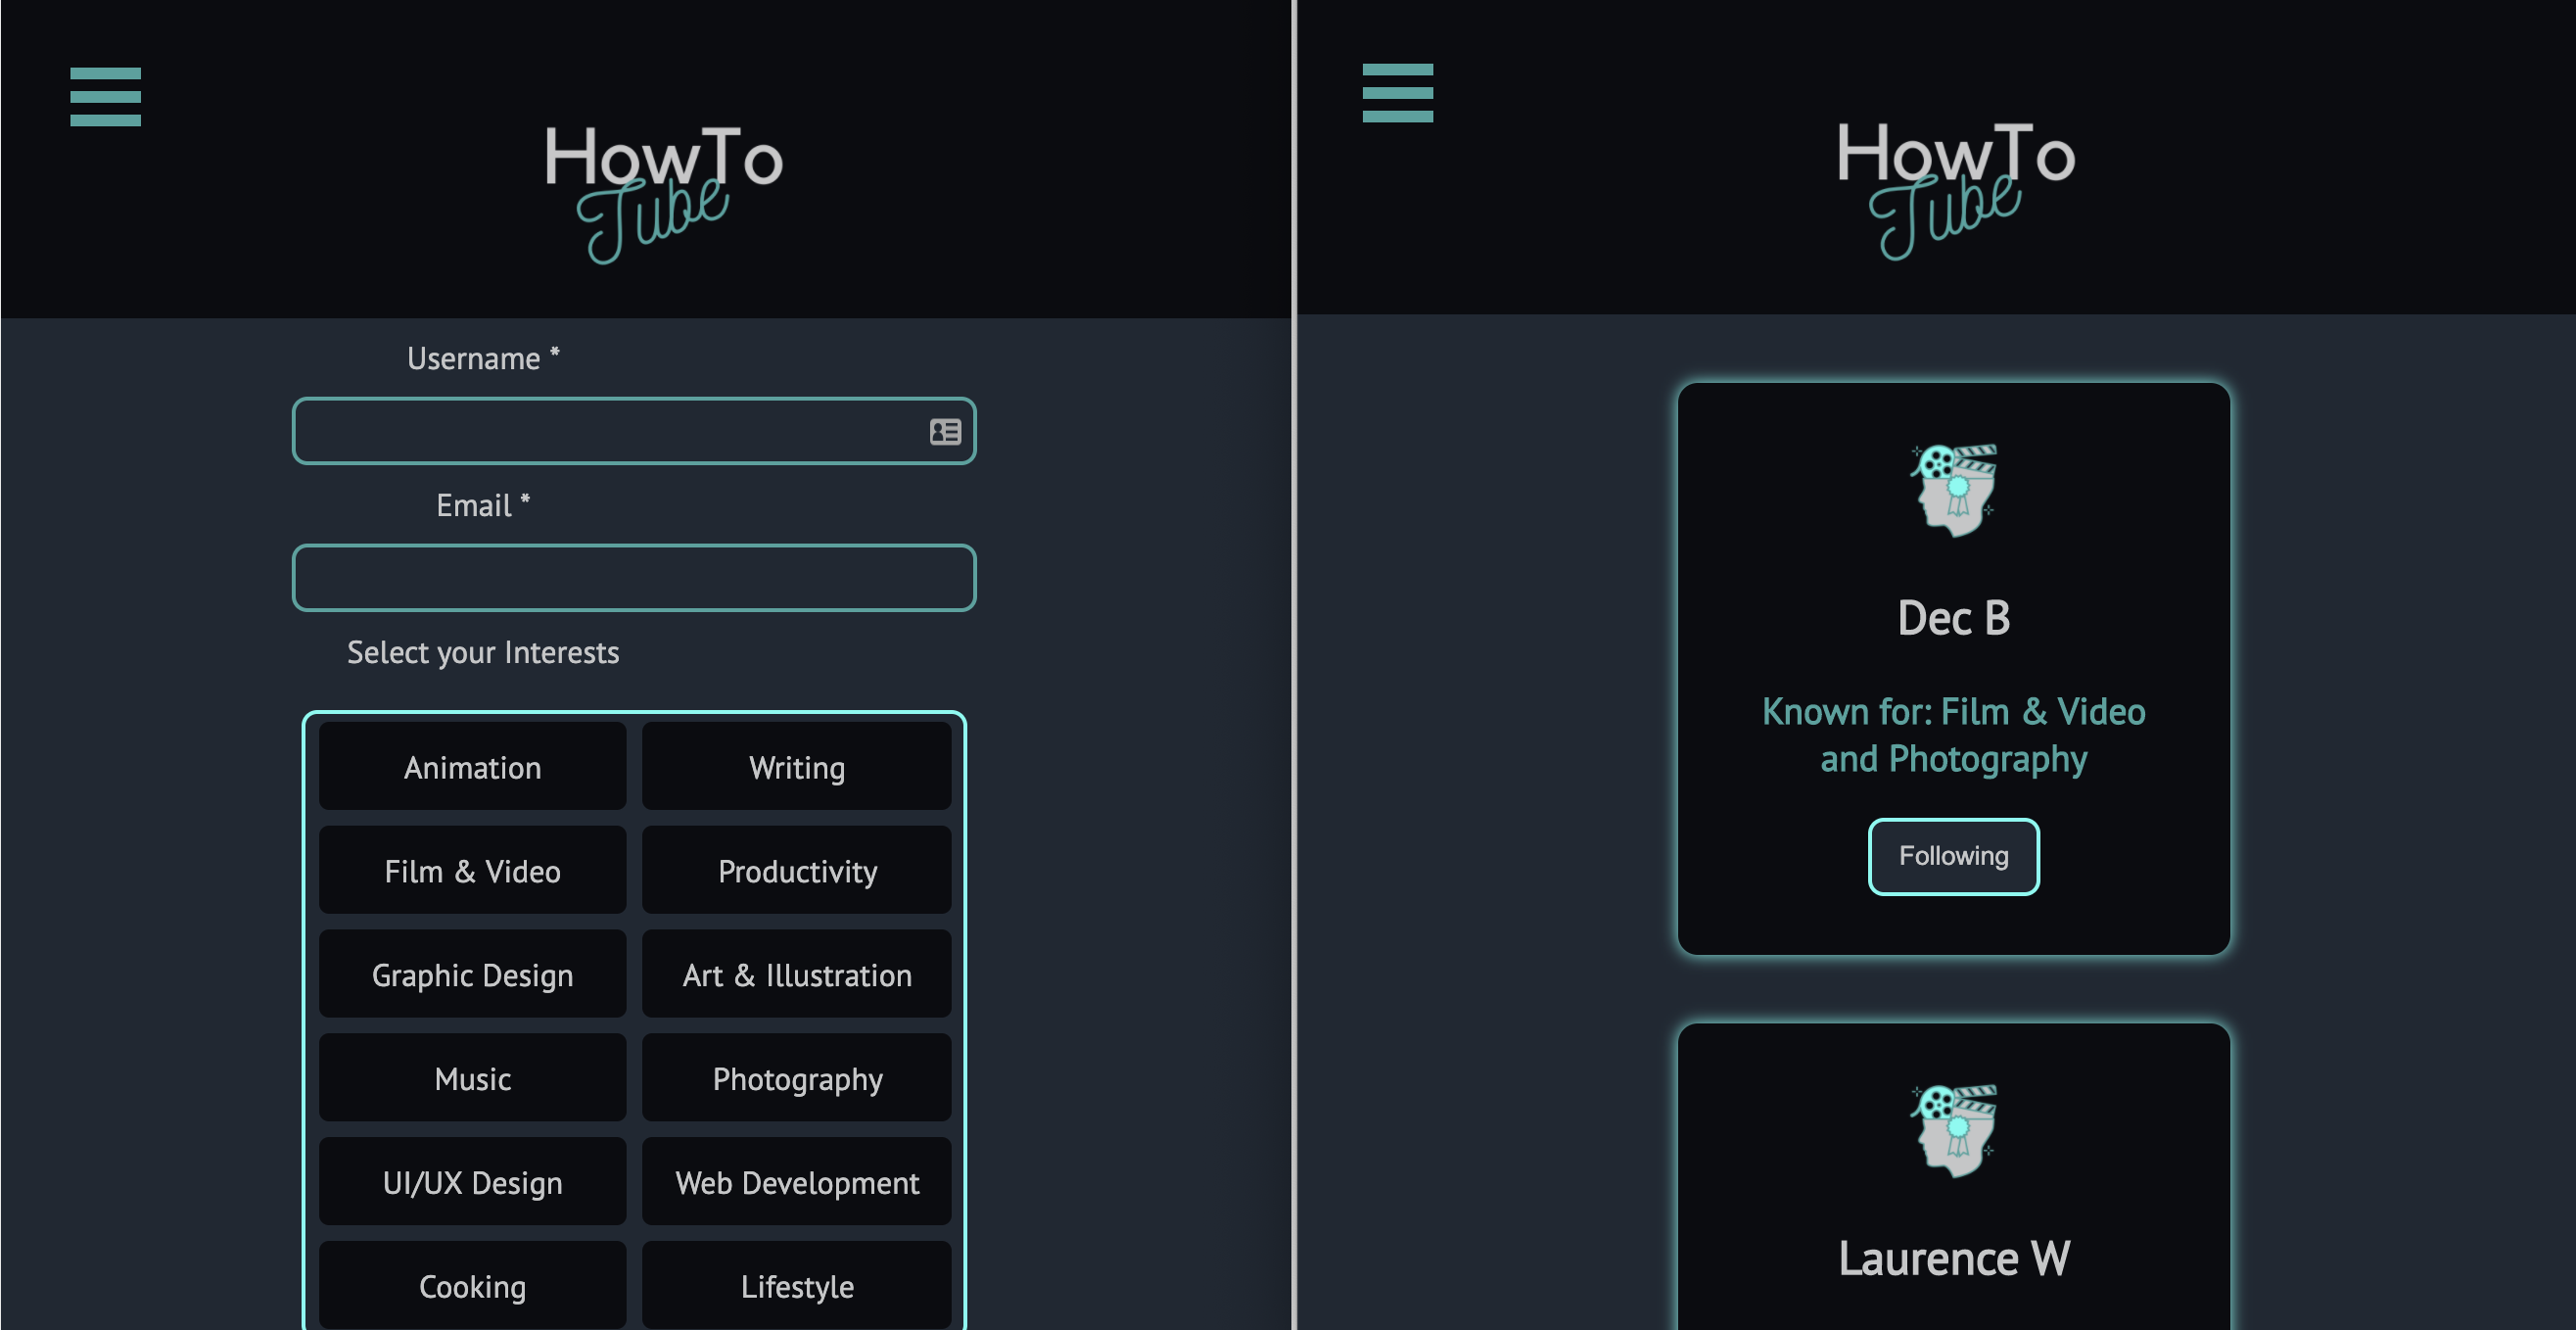 HowTo
Tube
Username *
Email *
Select your Interests
Animation
Writing
Film & Video
Productivity
Graphic Design
Art & Illustration
Music
Photography
UI/UX Design
Web Development
Cooking
Lifestyle
HowTo
Tube
Dec B
Known for: Film & Video
and Photography
Following
Laurence W